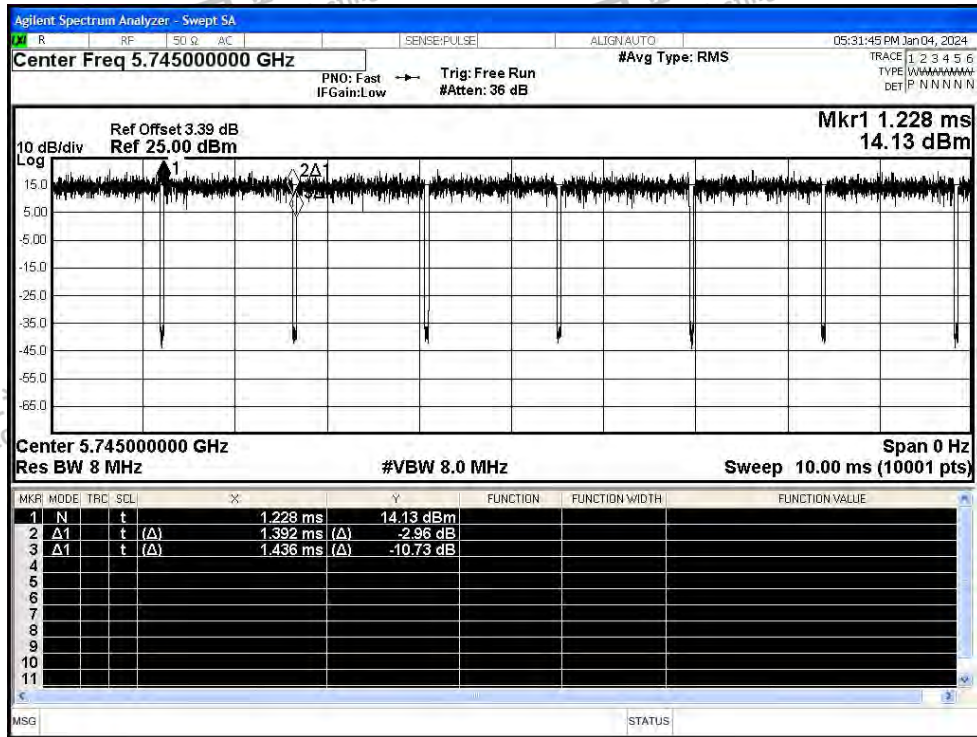 Agilent Spectrum Analyzer - Swept SA
LXI R RF 50 Ω AC SENSE:PULSE ALIGN AUTO 05:31:45 PM Jan 04, 2024
Center Freq 5.745000000 GHz
#Avg Type: RMS
TRACE 1 2 3 4 5 6
PNO: Fast Trig: Free Run
TYPE WWWWWW
IFGain:Low #Atten: 36 dB
DET P N N N N N
Mkr1 1.228 ms
14.13 dBm
Ref Offset 3.39 dB
10 dB/div Ref 25.00 dBm
Log
1
2Δ1
15.0
5.00
-5.00
-15.0
-25.0
-35.0
-45.0
-55.0
-65.0
Center 5.745000000 GHz Span 0 Hz
Res BW 8 MHz #VBW 8.0 MHz Sweep 10.00 ms (10001 pts)
MKR MODE TRC SCL X Y FUNCTION FUNCTION WIDTH FUNCTION VALUE
1 N t 1.228 ms 14.13 dBm
2 Δ1 t (Δ) 1.392 ms (Δ) -2.96 dB
3 Δ1 t (Δ) 1.436 ms (Δ) -10.73 dB
4
5
6
7
8
9
10
11
MSG STATUS